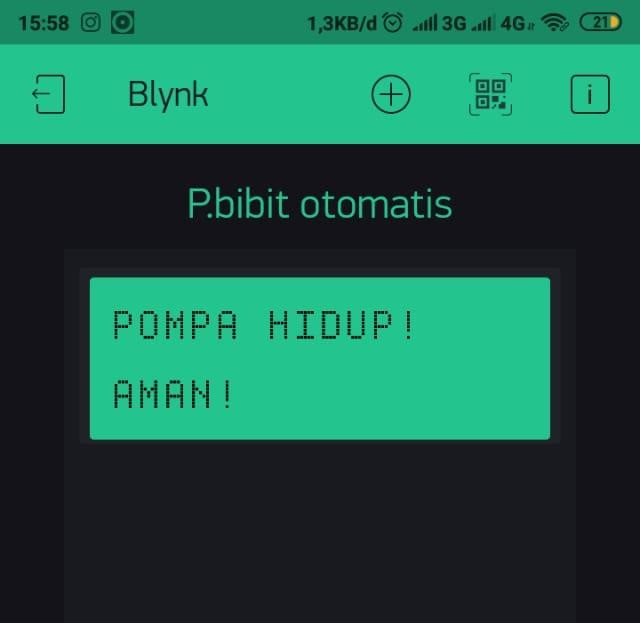 15:58 1,3KB/d 3G 4G 21
Blynk i
P.bibit otomatis
POMPA HIDUP!
AMAN!